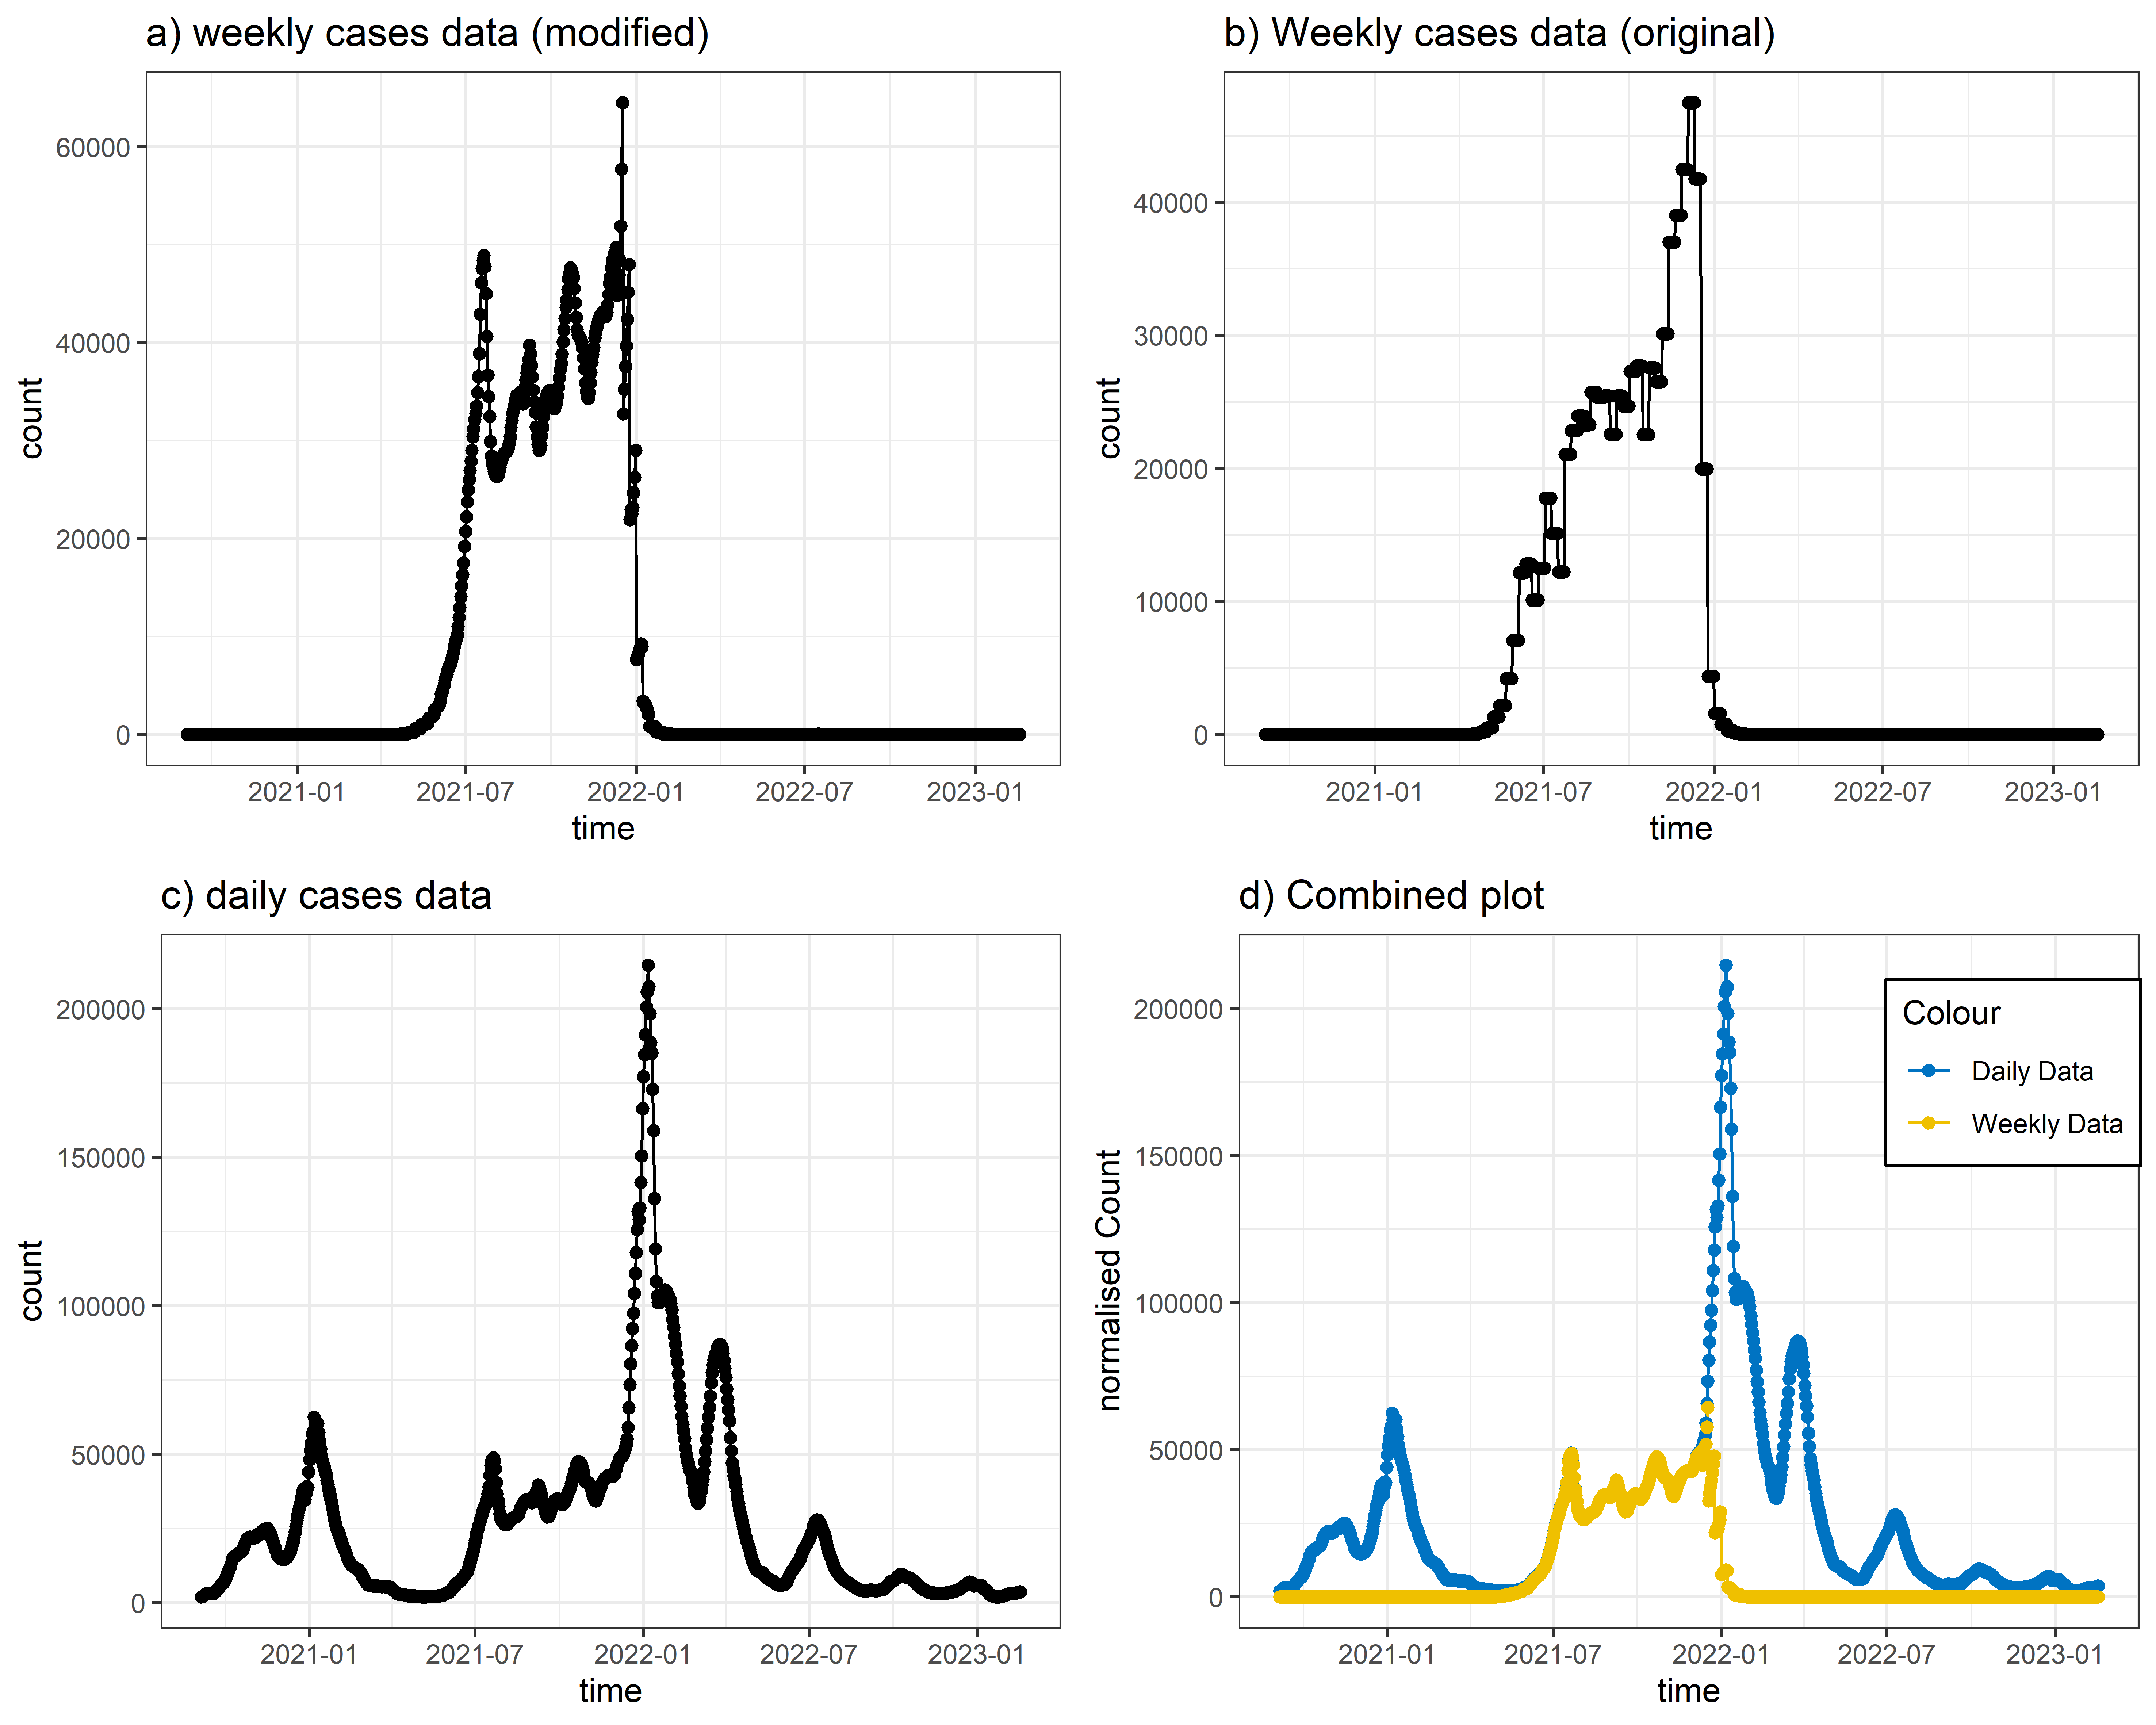 a) weekly cases data (modified)
60000
40000
20000
0
count
2021-01 2021-07 2022-01 2022-07 2023-01
time
b) Weekly cases data (original)
40000
30000
20000
10000
0
count
2021-01 2021-07 2022-01 2022-07 2023-01
time
c) daily cases data
200000
150000
100000
50000
0
count
2021-01 2021-07 2022-01 2022-07 2023-01
time
d) Combined plot
200000
150000
100000
50000
0
normalised Count
Colour
Daily Data
Weekly Data
2021-01 2021-07 2022-01 2022-07 2023-01
time